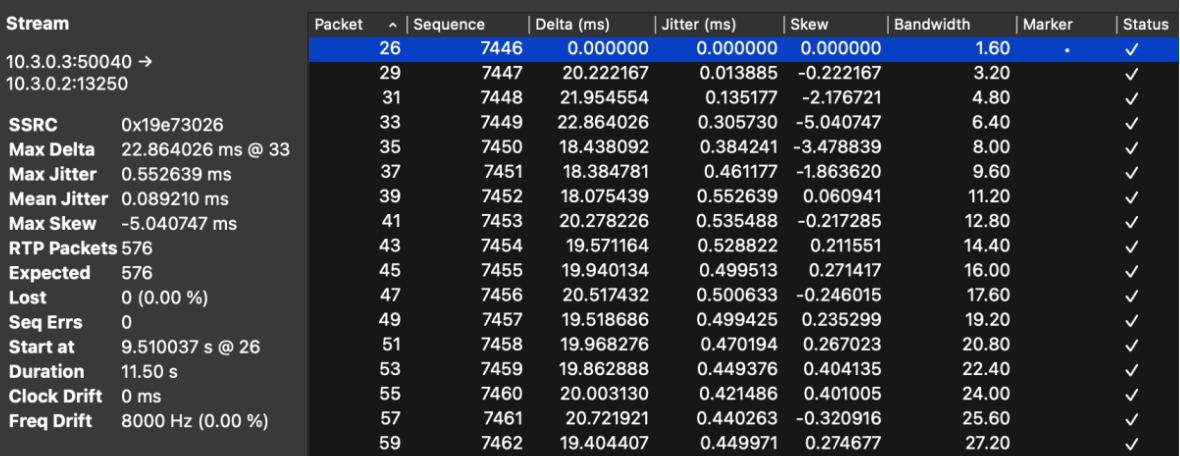 Stream
10.3.0.3:50040 →
10.3.0.2:13250
SSRC 0x19e73026
Max Delta 22.864026 ms @ 33
Max Jitter 0.552639 ms
Mean Jitter 0.089210 ms
Max Skew -5.040747 ms
RTP Packets 576
Expected 576
Lost 0 (0.00 %)
Seq Errs 0
Start at 9.510037 s @ 26
Duration 11.50 s
Clock Drift 0 ms
Freq Drift 8000 Hz (0.00 %)
Packet Sequence Delta (ms) Jitter (ms) Skew Bandwidth Marker Status
26 7446 0.000000 0.000000 0.000000 1.60 • ✓
29 7447 20.222167 0.013885 -0.222167 3.20 ✓
31 7448 21.954554 0.135177 -2.176721 4.80 ✓
33 7449 22.864026 0.305730 -5.040747 6.40 ✓
35 7450 18.438092 0.384241 -3.478839 8.00 ✓
37 7451 18.384781 0.461177 -1.863620 9.60 ✓
39 7452 18.075439 0.552639 0.060941 11.20 ✓
41 7453 20.278226 0.535488 -0.217285 12.80 ✓
43 7454 19.571164 0.528822 0.211551 14.40 ✓
45 7455 19.940134 0.499513 0.271417 16.00 ✓
47 7456 20.517432 0.500633 -0.246015 17.60 ✓
49 7457 19.518686 0.499425 0.235299 19.20 ✓
51 7458 19.968276 0.470194 0.267023 20.80 ✓
53 7459 19.862888 0.449376 0.404135 22.40 ✓
55 7460 20.003130 0.421486 0.401005 24.00 ✓
57 7461 20.721921 0.440263 -0.320916 25.60 ✓
59 7462 19.404407 0.449971 0.274677 27.20 ✓